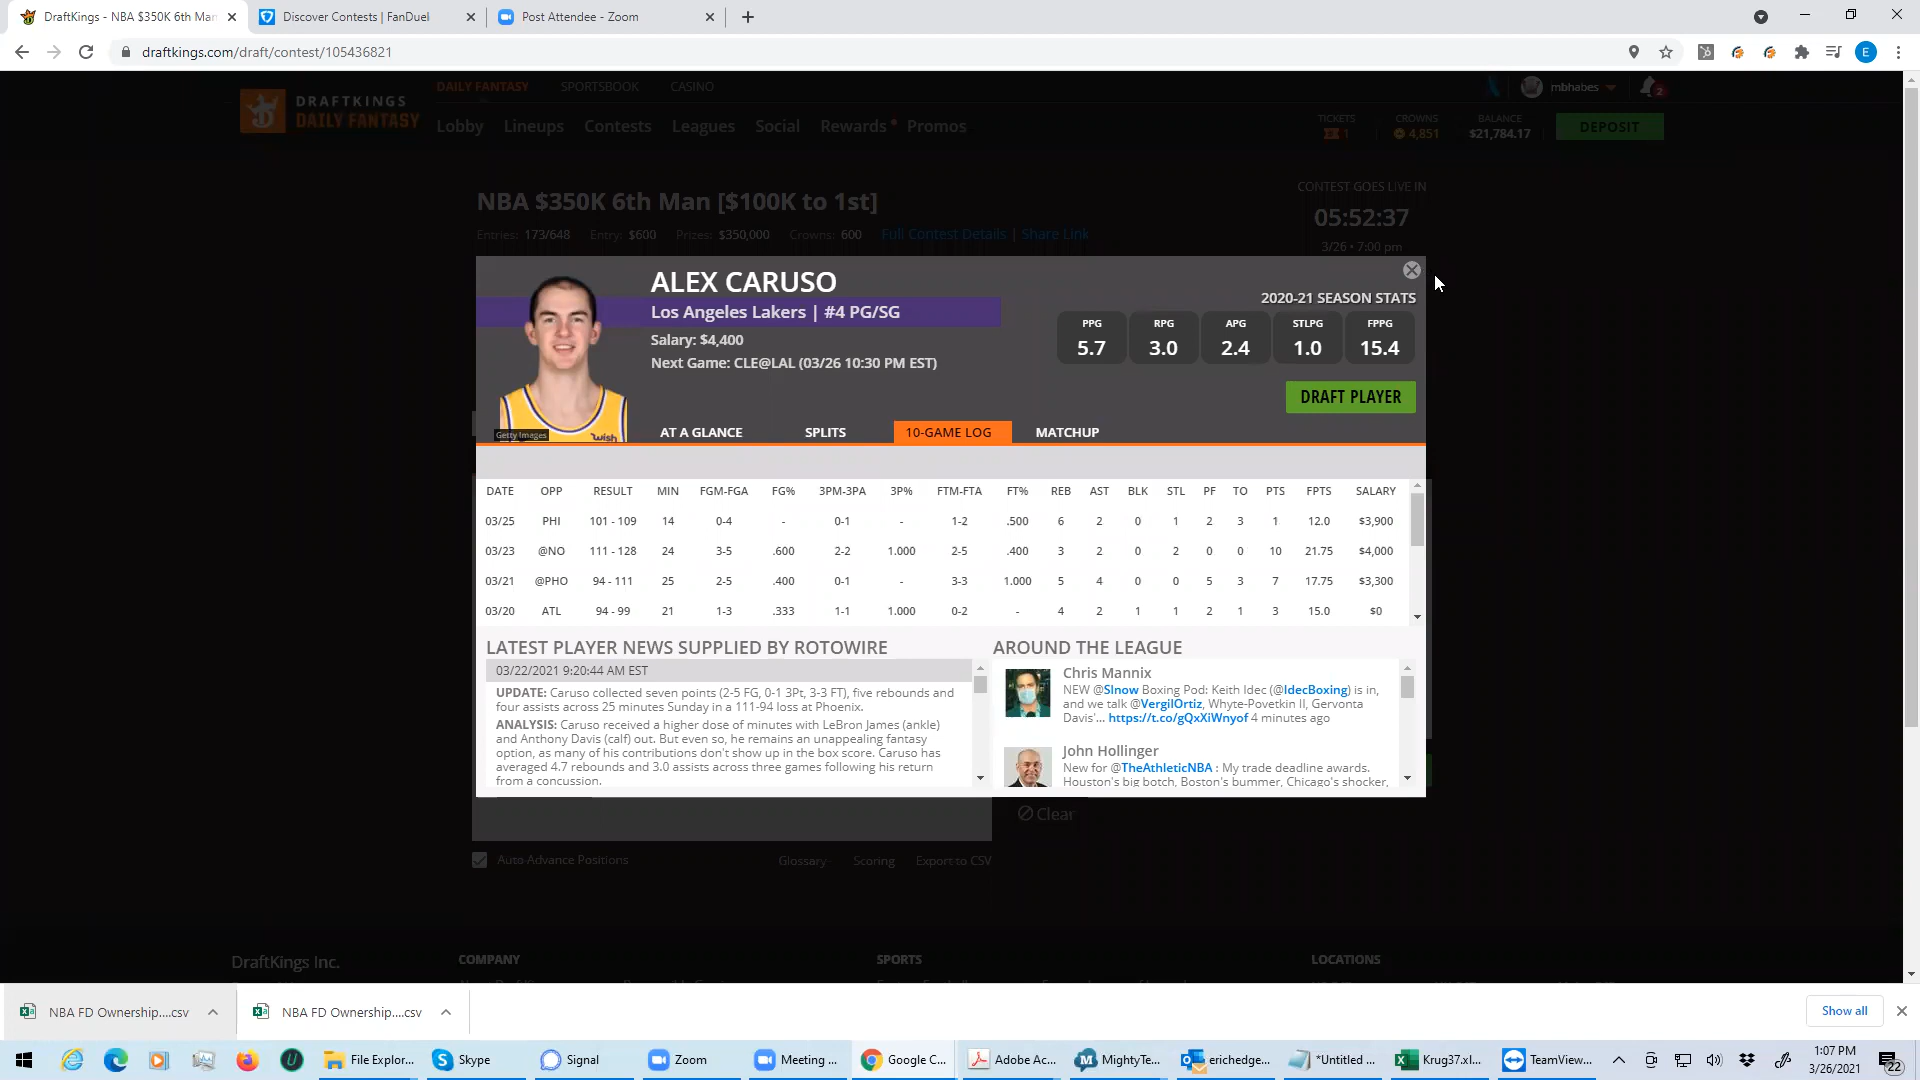 DraftKings - NBA $350K 6th Man
Discover Contests | FanDuel
Post Attendee - Zoom
draftkings.com/draft/contest/105436821
E
DAILY FANTASY SPORTSBOOK CASINO
mbhabes
2
DRAFTKINGS
DAILY FANTASY
Lobby Lineups Contests Leagues Social Rewards Promos
TICKETS
1
CROWNS
4,851
BALANCE
$21,784.17
DEPOSIT
NBA $350K 6th Man [$100K to 1st]
Entries: 173/648 Entry: $600 Prizes: $350,000 Crowns: 600 Full Contest Details | Share Link
CONTEST GOES LIVE IN
05:52:37
3/26 • 7:00 pm
ALEX CARUSO
Los Angeles Lakers | #4 PG/SG
Salary: $4,400
Next Game: CLE@LAL (03/26 10:30 PM EST)
Getty Images
wish
2020-21 SEASON STATS
PPG RPG APG STLPG FPPG
5.7 3.0 2.4 1.0 15.4
DRAFT PLAYER
AT A GLANCE SPLITS 10-GAME LOG MATCHUP
DATE OPP RESULT MIN FGM-FGA FG% 3PM-3PA 3P% FTM-FTA FT% REB AST BLK STL PF TO PTS FPTS SALARY
03/25 PHI 101 - 109 14 0-4 - 0-1 - 1-2 .500 6 2 0 1 2 3 1 12.0 $3,900
03/23 @NO 111 - 128 24 3-5 .600 2-2 1.000 2-5 .400 3 2 0 2 0 0 10 21.75 $4,000
03/21 @PHO 94 - 111 25 2-5 .400 0-1 - 3-3 1.000 5 4 0 0 5 3 7 17.75 $3,300
03/20 ATL 94 - 99 21 1-3 .333 1-1 1.000 0-2 - 4 2 1 1 2 1 3 15.0 $0
LATEST PLAYER NEWS SUPPLIED BY ROTOWIRE
03/22/2021 9:20:44 AM EST
UPDATE: Caruso collected seven points (2-5 FG, 0-1 3Pt, 3-3 FT), five rebounds and
four assists across 25 minutes Sunday in a 111-94 loss at Phoenix.
ANALYSIS: Caruso received a higher dose of minutes with LeBron James (ankle)
and Anthony Davis (calf) out. But even so, he remains an unappealing fantasy
option, as many of his contributions don't show up in the box score. Caruso has
averaged 4.7 rebounds and 3.0 assists across three games following his return
from a concussion.
AROUND THE LEAGUE
Chris Mannix
NEW @SInow Boxing Pod: Keith Idec (@IdecBoxing) is in,
and we talk @VergilOrtiz, Whyte-Povetkin II, Gervonta
Davis'... https://t.co/gQxXiWnyof 4 minutes ago
John Hollinger
New for @TheAthleticNBA : My trade deadline awards.
Houston's big botch, Boston's bummer, Chicago's shocker,
Clear
Auto Advance Positions Glossary Scoring Export to CSV
DraftKings Inc. COMPANY SPORTS LOCATIONS
NBA FD Ownership....csv
NBA FD Ownership....csv
Show all
File Explor...
Skype
Signal
Zoom
Meeting ...
Google C...
Adobe Ac...
MightyTe...
erichedge...
*Untitled ...
Krug37.xl...
TeamView...
1:07 PM
3/26/2021
22